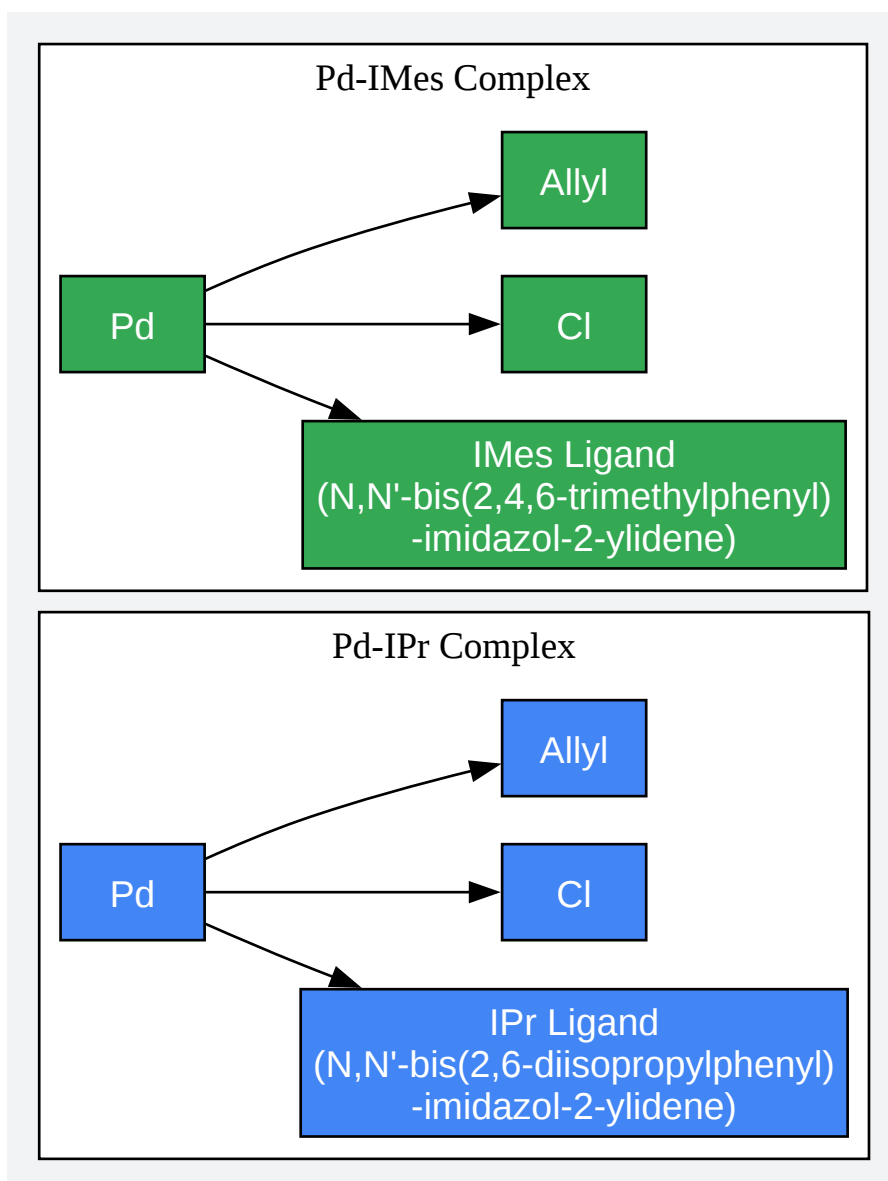 Pd-IMes Complex
Allyl
Pd
Cl
IMes Ligand
(N,N'-bis(2,4,6-trimethylphenyl)
-imidazol-2-ylidene)
Pd-IPr Complex
Allyl
Pd
Cl
IPr Ligand
(N,N'-bis(2,6-diisopropylphenyl)
-imidazol-2-ylidene)